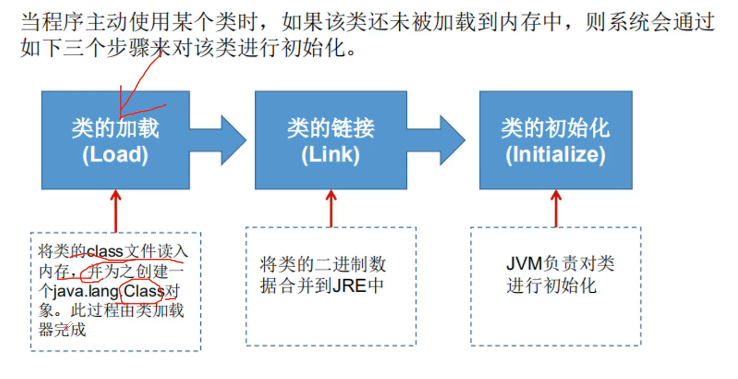 当程序主动使用某个类时，如果该类还未被加载到内存中，则系统会通过
如下三个步骤来对该类进行初始化。
类的加载
(Load)
类的链接
(Link)
类的初始化
(Initialize)
将类的class文件读入
内存，并为之创建一
个java.lang.Class对
象。此过程由类加载
器完成
将类的二进制数
据合并到JRE中
JVM负责对类
进行初始化